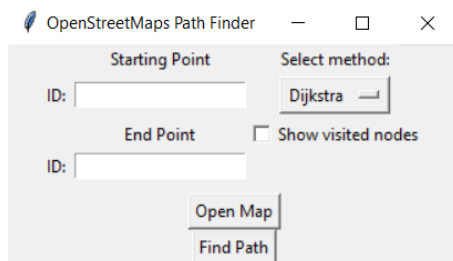 OpenStreetMaps Path Finder
Starting Point
Select method:
ID:
Dijkstra
End Point
Show visited nodes
ID:
Open Map
Find Path